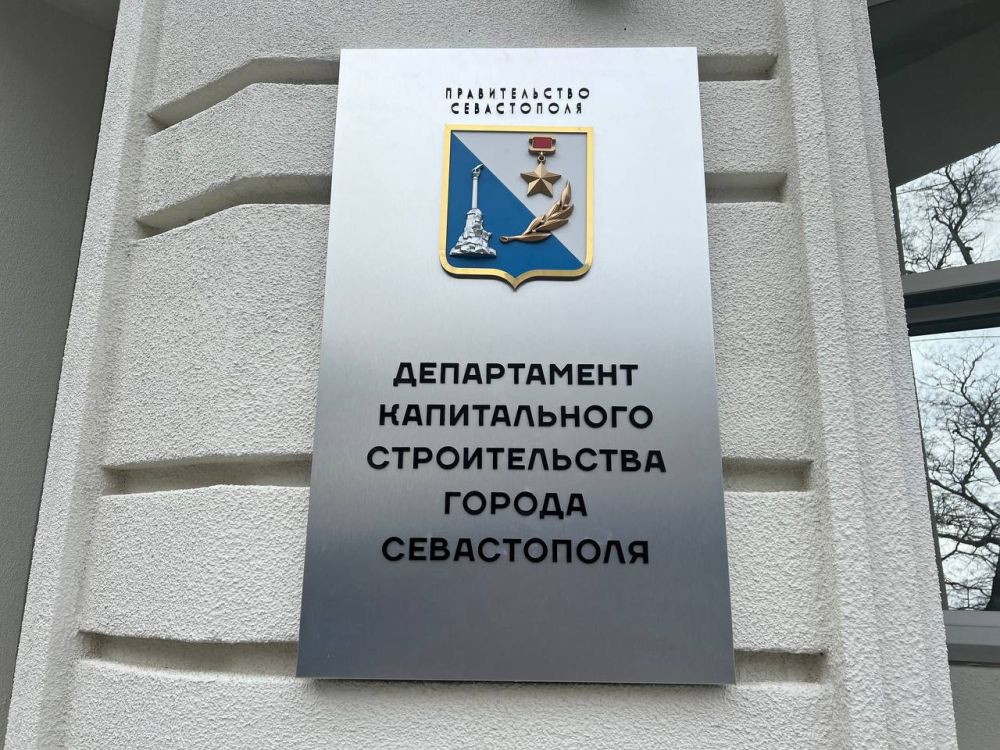 ПРАВИТЕЛЬСТВО
СЕВАСТОПОЛЯ
ДЕПАРТАМЕНТ
КАПИТАЛЬНОГО
СТРОИТЕЛЬСТВА
ГОРОДА
СЕВАСТОПОЛЯ